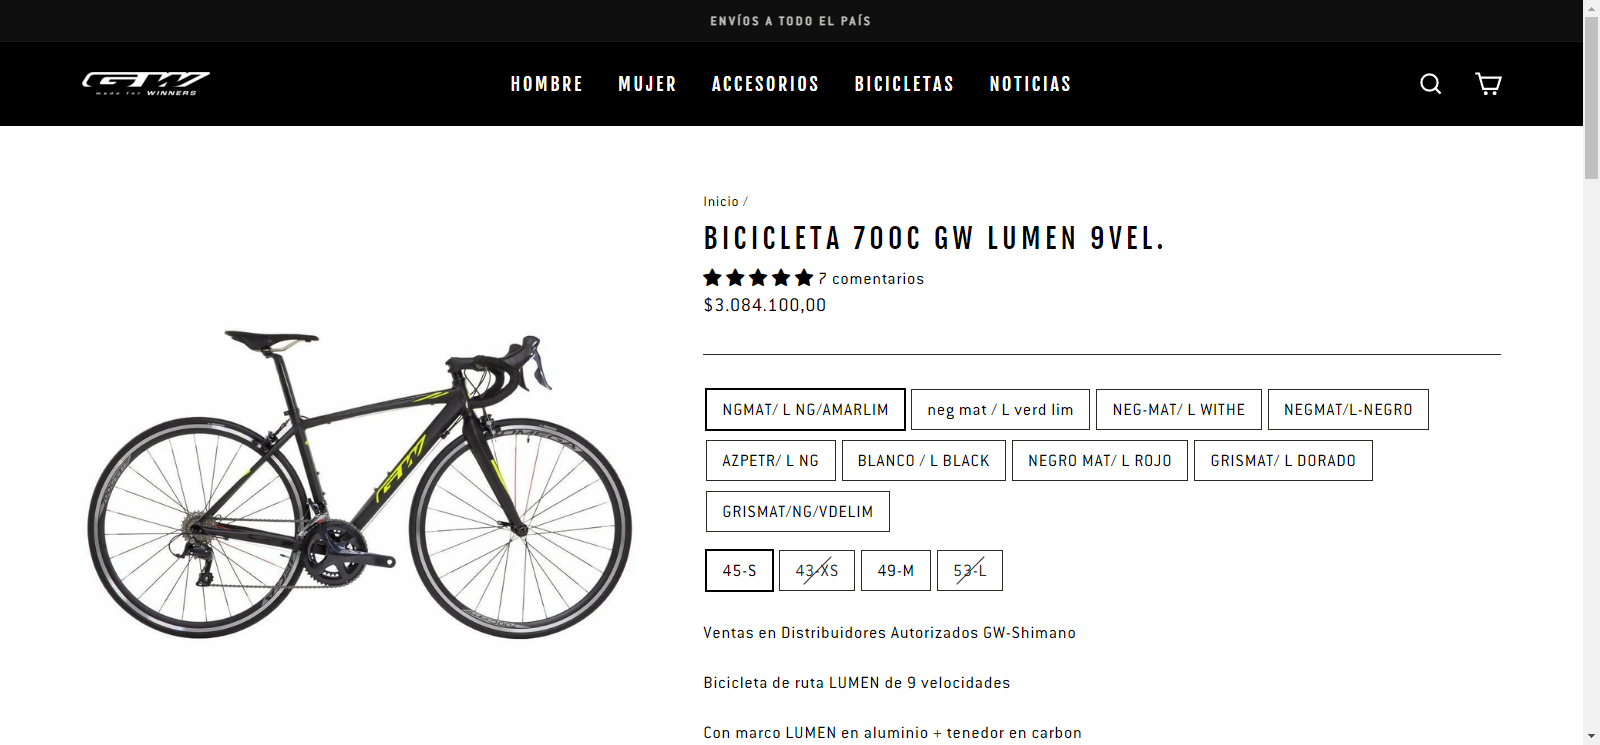 ENVÍOS A TODO EL PAÍS
GW
made for WINNERS
HOMBRE MUJER ACCESORIOS BICICLETAS NOTICIAS
Inicio /
BICICLETA 700C GW LUMEN 9VEL.
7 comentarios
$3.084.100,00
NGMAT/ L NG/AMARLIM neg mat / L verd lim NEG-MAT/ L WITHE NEGMAT/L-NEGRO
AZPETR/ L NG BLANCO / L BLACK NEGRO MAT/ L ROJO GRISMAT/ L DORADO
GRISMAT/NG/VDELIM
45-S 43-XS 49-M 53-L
Ventas en Distribuidores Autorizados GW-Shimano
Bicicleta de ruta LUMEN de 9 velocidades
Con marco LUMEN en aluminio + tenedor en carbon
GW